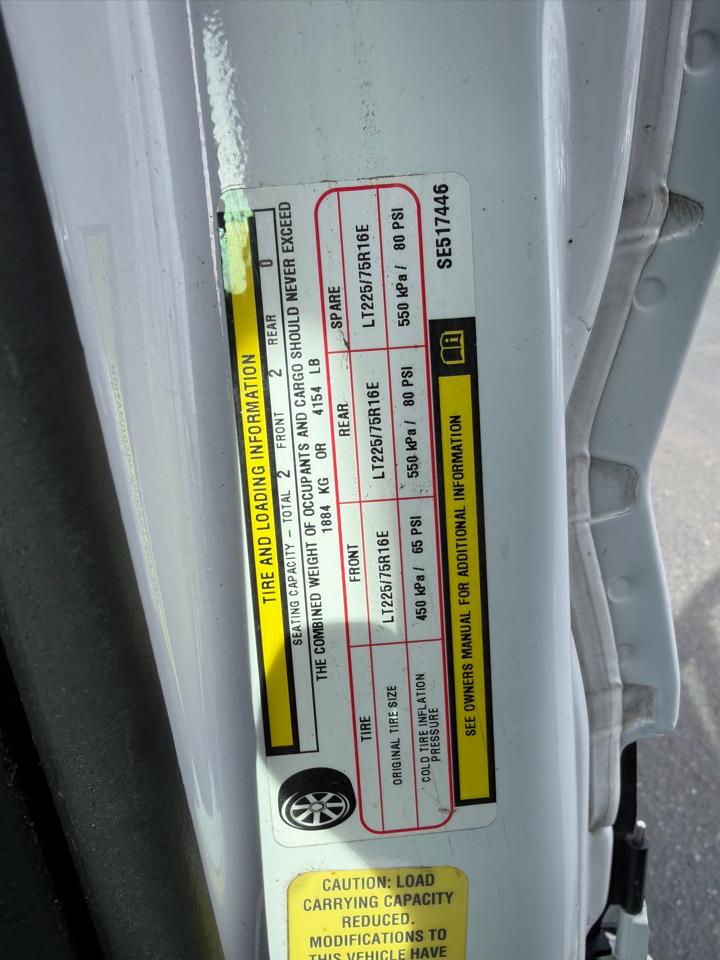 TIRE AND LOADING INFORMATION
SEATING CAPACITY - TOTAL 2 FRONT 2 REAR 0
THE COMBINED WEIGHT OF OCCUPANTS AND CARGO SHOULD NEVER EXCEED
1884 KG OR 4154 LB
TIRE FRONT REAR SPARE
ORIGINAL TIRE SIZE LT225/75R16E LT225/75R16E LT225/75R16E
COLD TIRE INFLATION
PRESSURE 450 kPa / 65 PSI 550 kPa / 80 PSI 550 kPa / 80 PSI
SEE OWNERS MANUAL FOR ADDITIONAL INFORMATION
SE517446
CAUTION: LOAD
CARRYING CAPACITY
REDUCED.
MODIFICATIONS TO
THIS VEHICLE HAVE